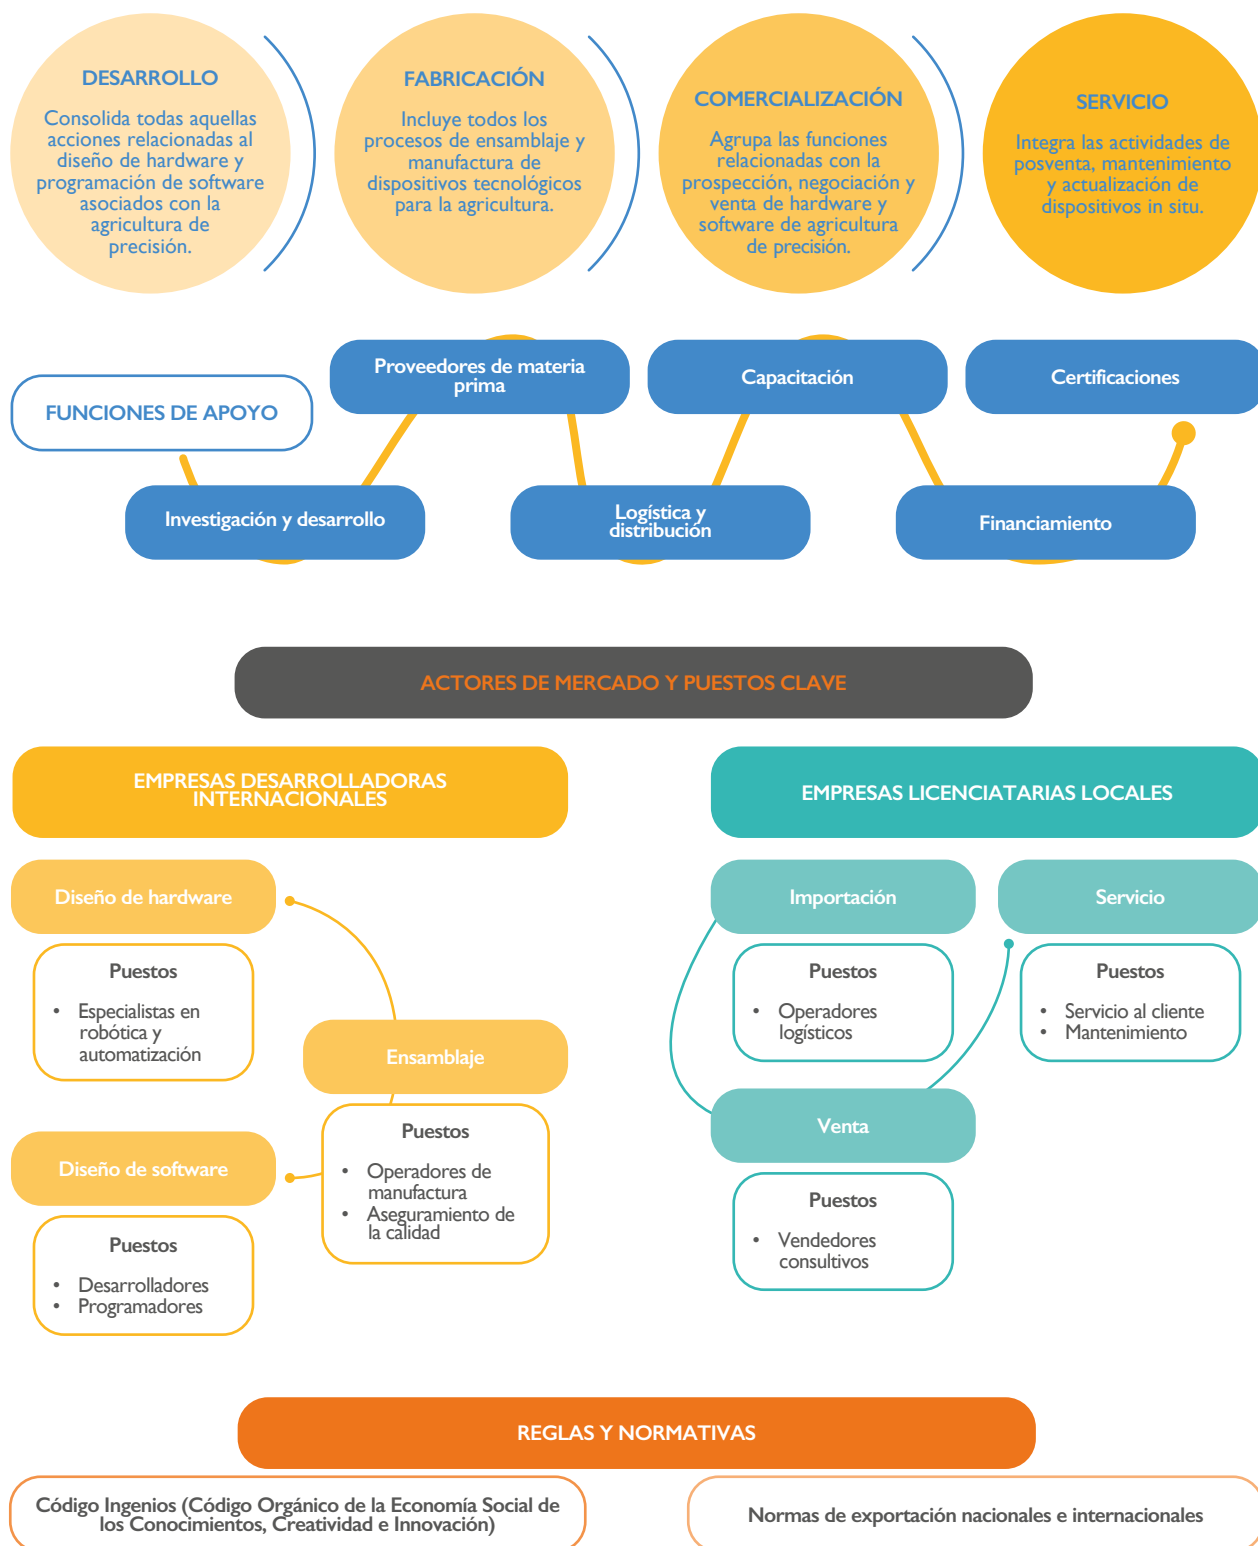 DESARROLLO
Consolida todas aquellas
acciones relacionadas al
diseño de hardware y
programación de software
asociados con la
agricultura de
precisión.
FABRICACIÓN
Incluye todos los
procesos de ensamblaje y
manufactura de
dispositivos tecnológicos
para la agricultura.
COMERCIALIZACIÓN
Agrupa las funciones
relacionadas con la
prospección, negociación y
venta de hardware y
software de agricultura
de precisión.
SERVICIO
Integra las actividades de
posventa, mantenimiento
y actualización de
dispositivos in situ.
FUNCIONES DE APOYO
Investigación y desarrollo
Proveedores de materia
prima
Logística y
distribución
Capacitación
Financiamiento
Certificaciones
ACTORES DE MERCADO Y PUESTOS CLAVE
EMPRESAS DESARROLLADORAS
INTERNACIONALES
Diseño de hardware
Puestos
• Especialistas en
robótica y
automatización
Ensamblaje
Puestos
• Operadores de
manufactura
• Aseguramiento de
la calidad
Diseño de software
Puestos
• Desarrolladores
• Programadores
EMPRESAS LICENCIATARIAS LOCALES
Importación
Puestos
• Operadores
logísticos
Servicio
Puestos
• Servicio al cliente
• Mantenimiento
Venta
Puestos
• Vendedores
consultivos
REGLAS Y NORMATIVAS
Código Ingenios (Código Orgánico de la Economía Social de
los Conocimientos, Creatividad e Innovación)
Normas de exportación nacionales e internacionales